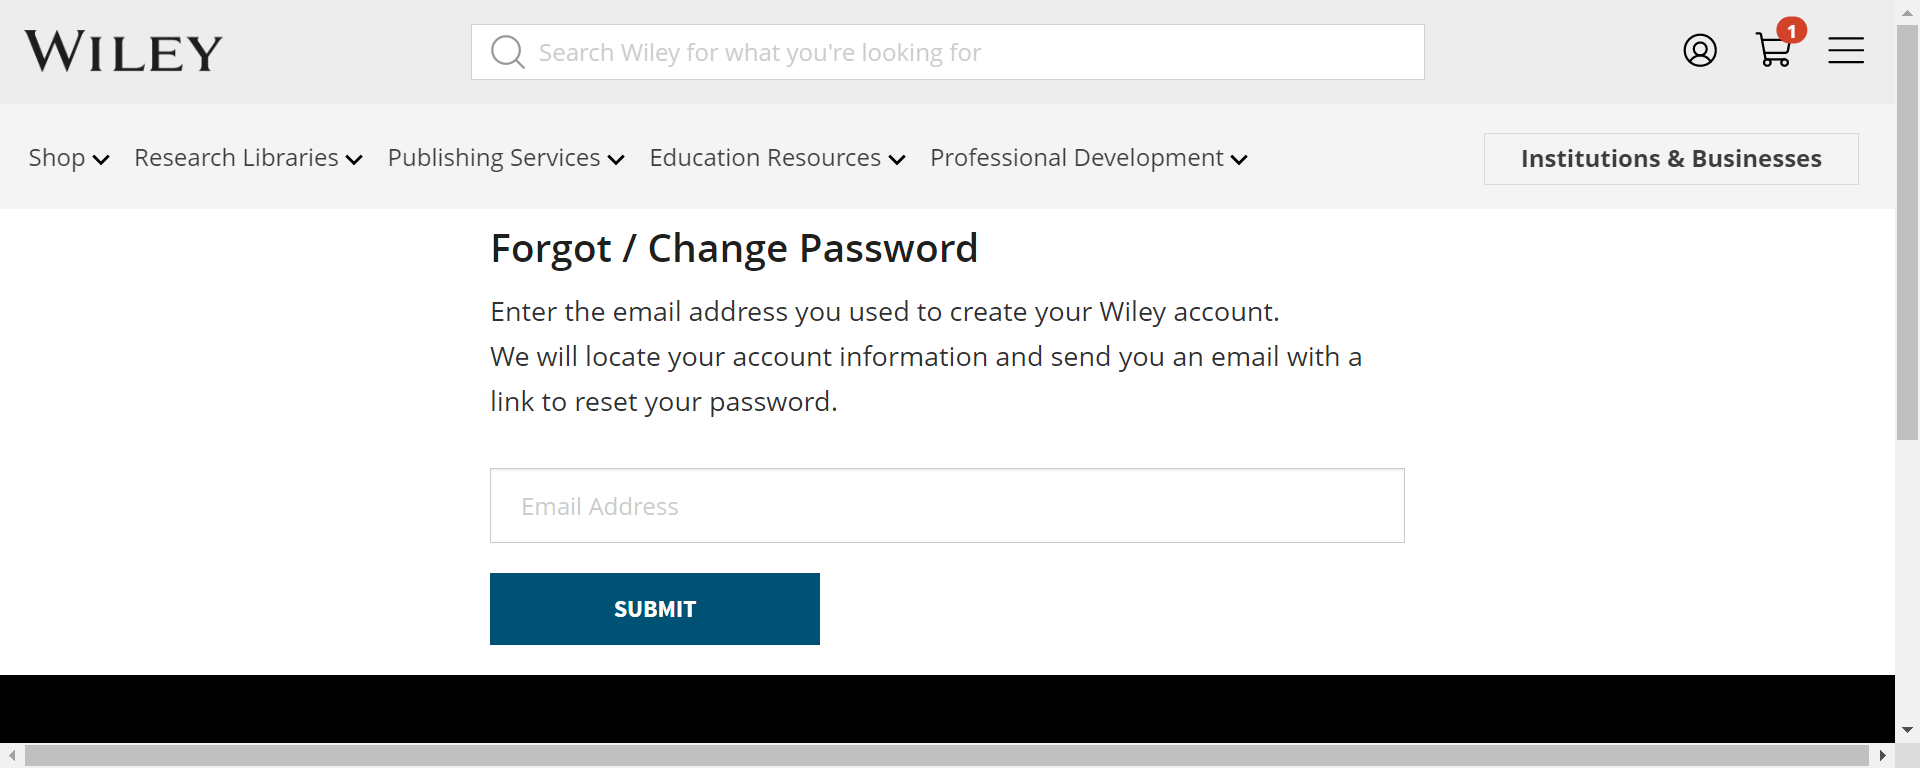 WILEY
Search Wiley for what you're looking for
1
Shop
Research Libraries
Publishing Services
Education Resources
Professional Development
Institutions & Businesses
Forgot / Change Password
Enter the email address you used to create your Wiley account.
We will locate your account information and send you an email with a
link to reset your password.
Email Address
SUBMIT